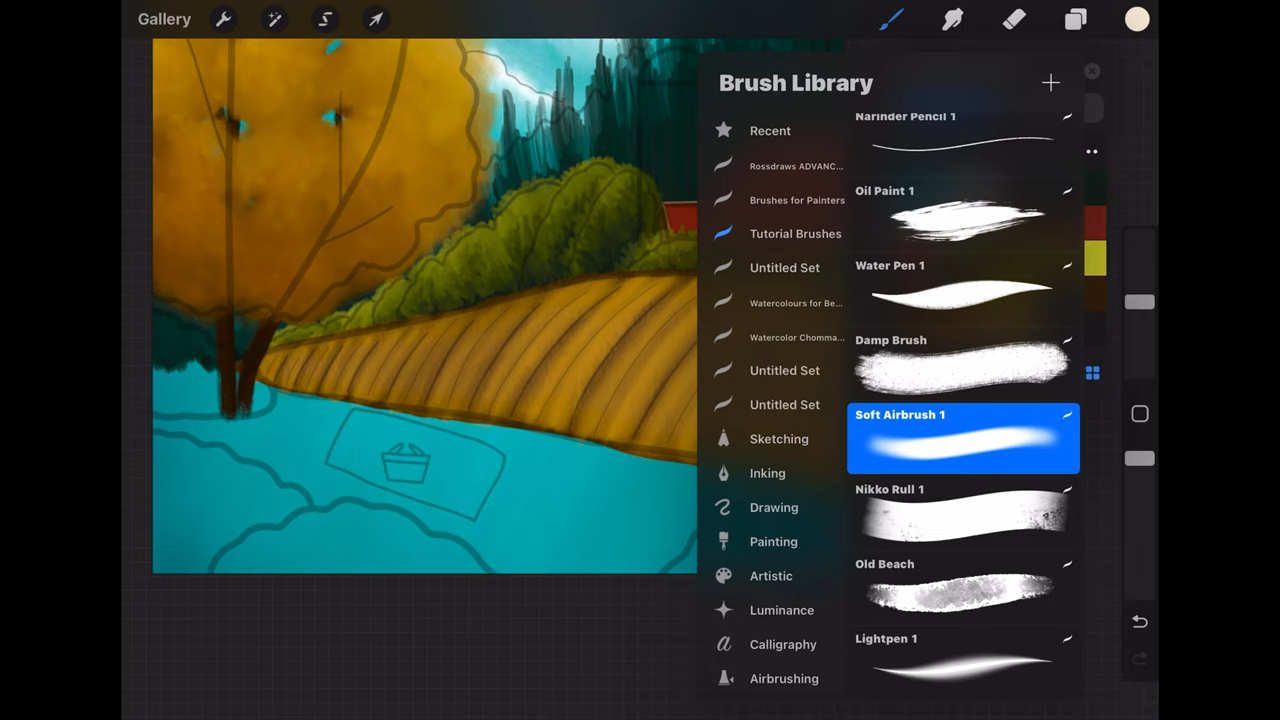 Gallery
Brush Library
Recent
Rossdraws ADVANC...
Brushes for Painters
Tutorial Brushes
Untitled Set
Watercolours for Be...
Watercolor Chomma...
Untitled Set
Untitled Set
Sketching
Inking
Drawing
Painting
Artistic
Luminance
Calligraphy
Airbrushing
Narinder Pencil 1
Oil Paint 1
Water Pen 1
Damp Brush
Soft Airbrush 1
Nikko Rull 1
Old Beach
Lightpen 1